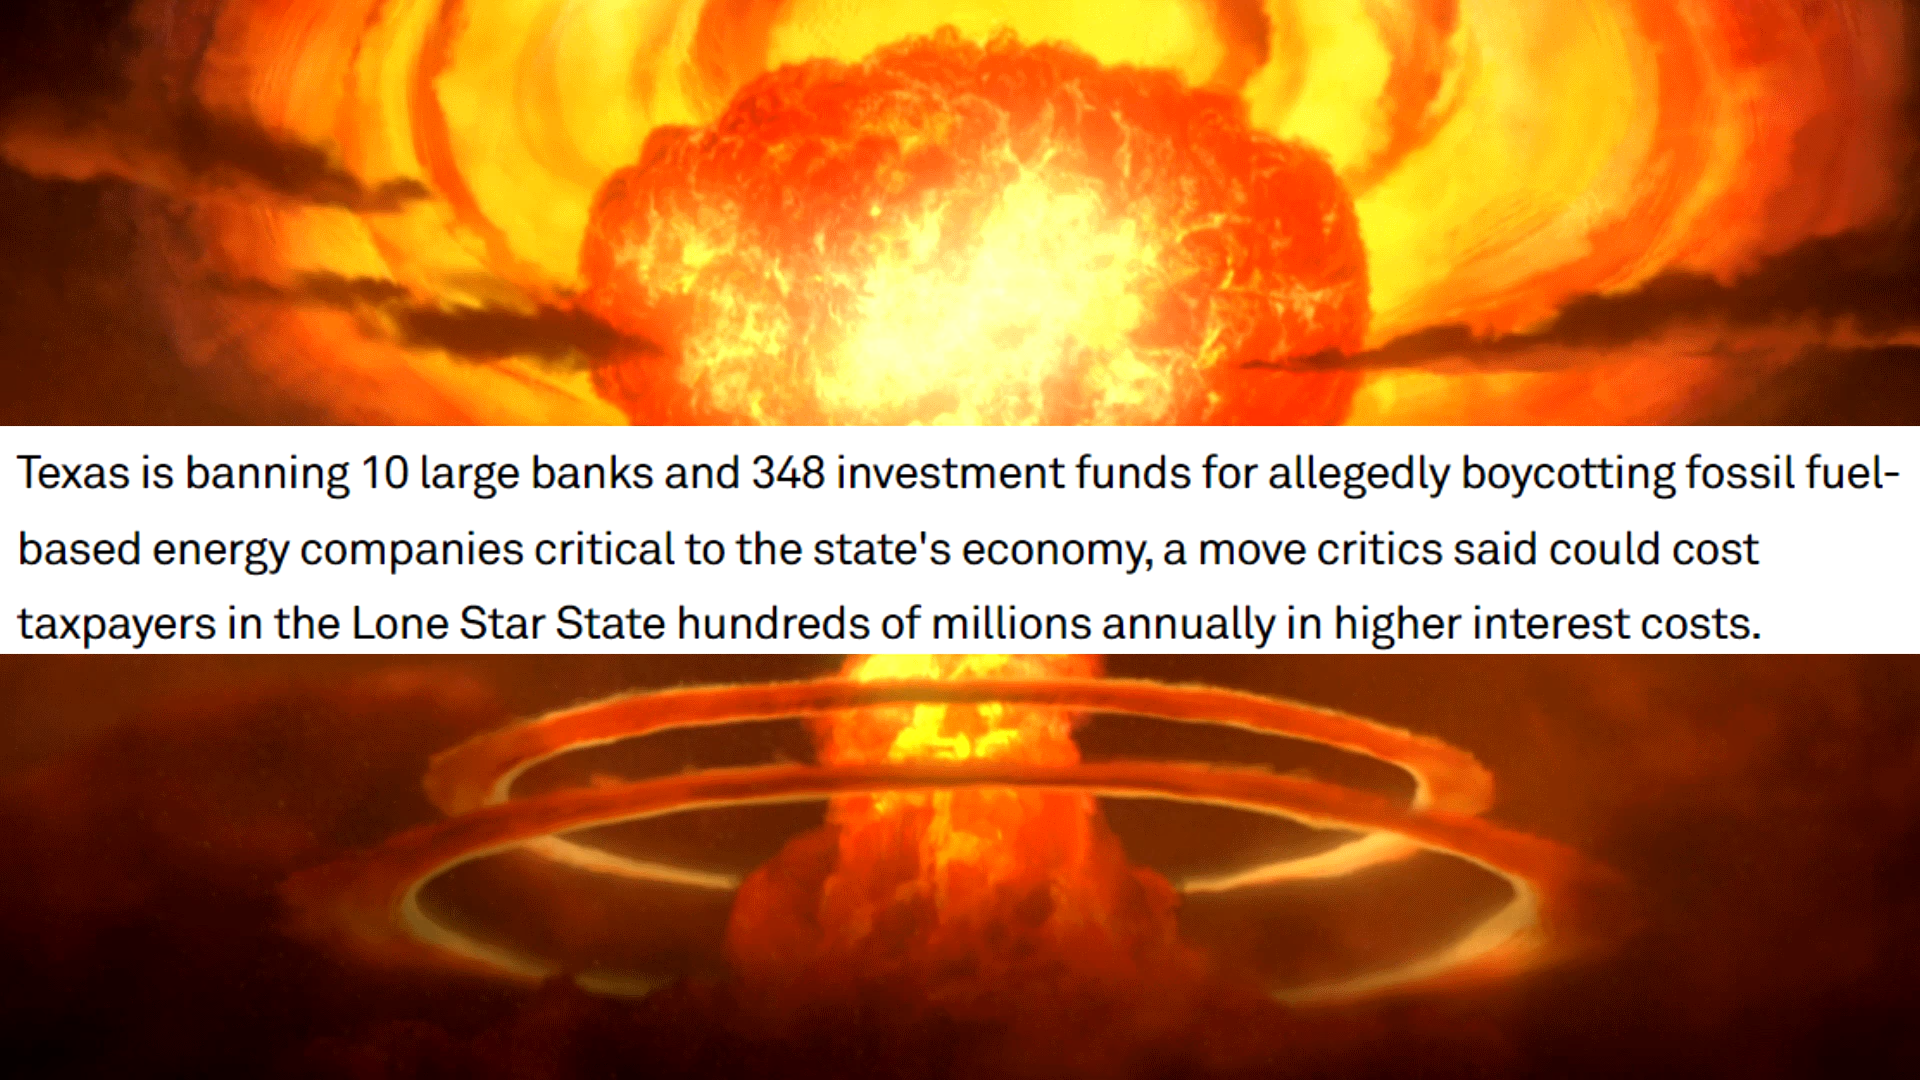 Texas is banning 10 large banks and 348 investment funds for allegedly boycotting fossil fuel-
based energy companies critical to the state's economy, a move critics said could cost
taxpayers in the Lone Star State hundreds of millions annually in higher interest costs.